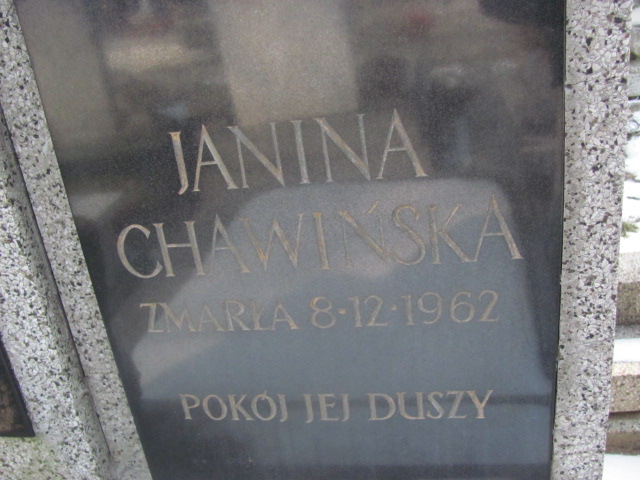 JANINA
CHAWIŃSKA
ZMARŁA 8·12·1962
POKÓJ JEJ DUSZY